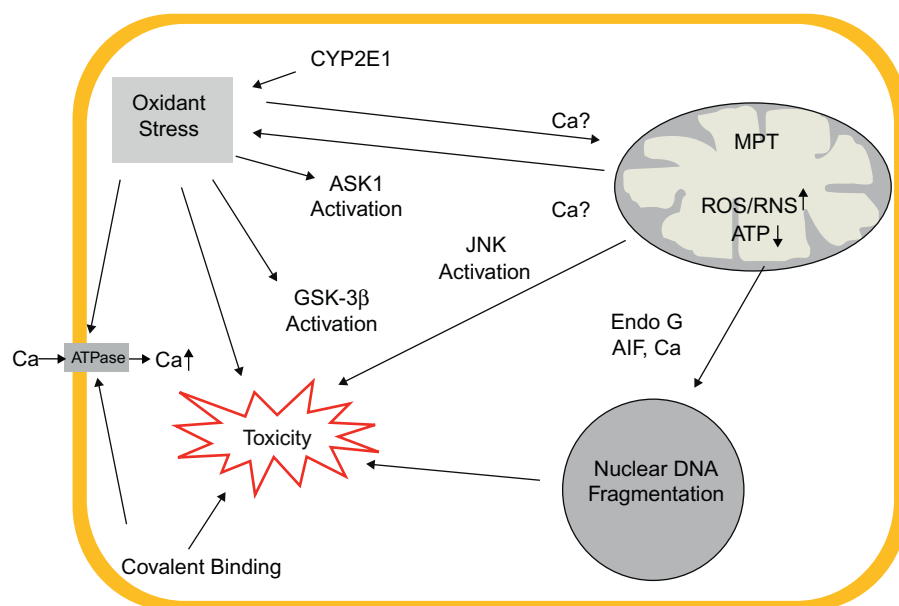 CYP2E1
Oxidant
Stress
Ca?
MPT
ASK1
Activation
ROS/RNS
ATP
Ca?
JNK
Activation
GSK-3β
Activation
Endo G
AIF, Ca
Ca
ATPase
Ca
Toxicity
Nuclear DNA
Fragmentation
Covalent Binding